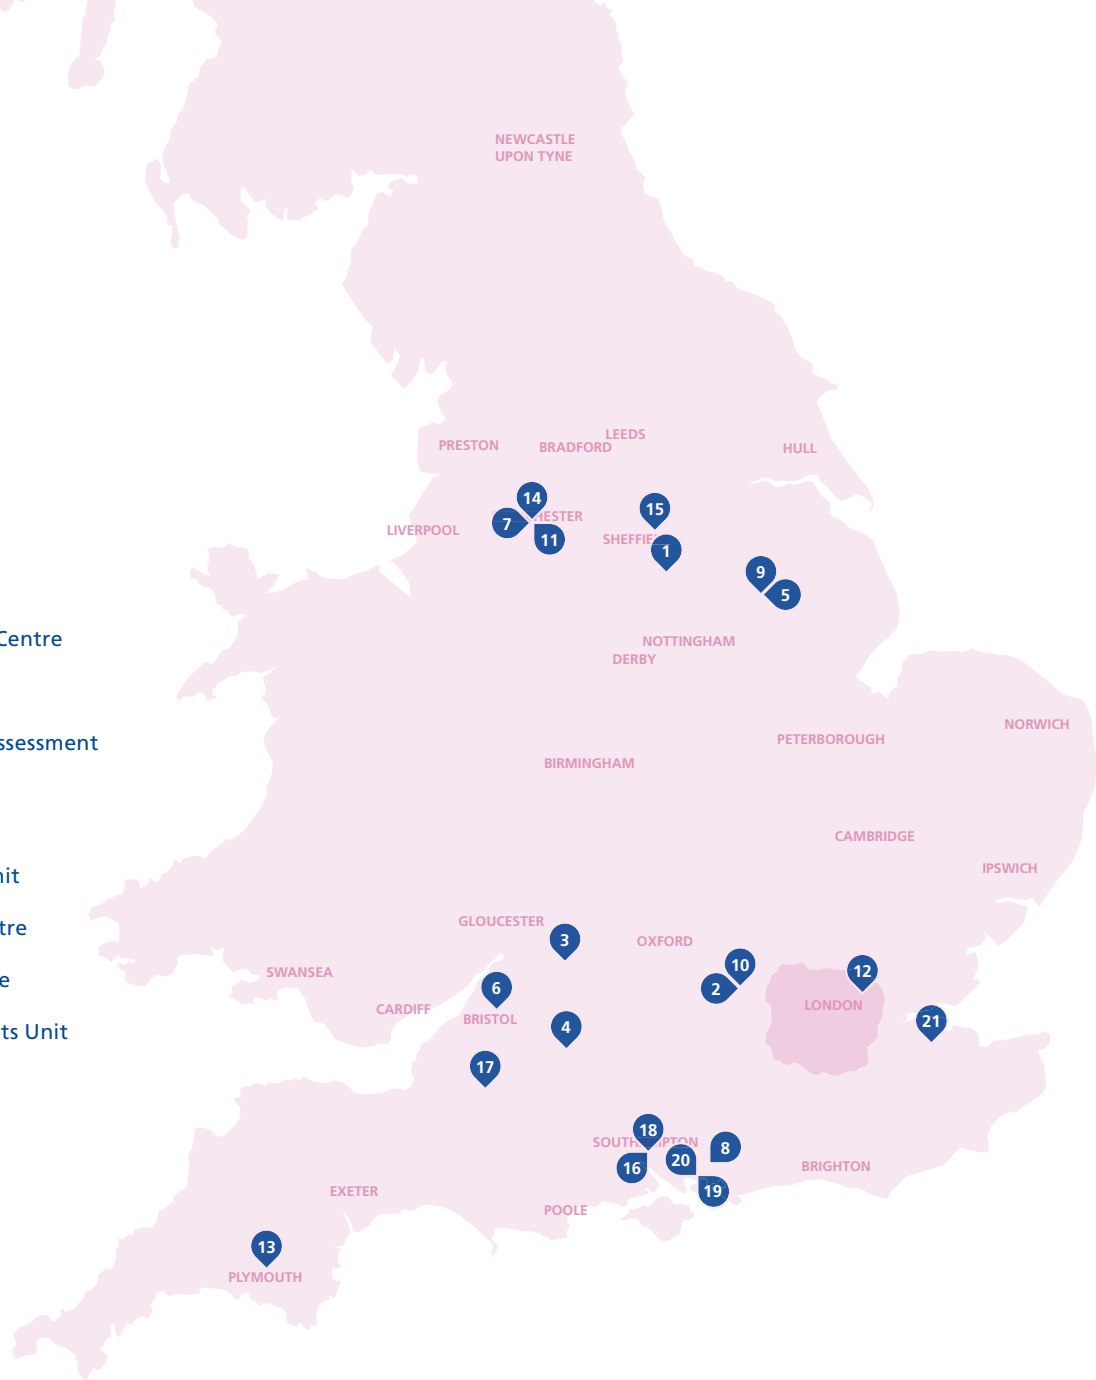 NEWCASTLE
UPON TYNE
LEEDS
PRESTON
BRADFORD
HULL
14
15
HESTER
7
LIVERPOOL
11
SHEFFIE
1
9
5
Centre
NOTTINGHAM
DERBY
NORWICH
PETERBOROUGH
ssessment
BIRMINGHAM
CAMBRIDGE
IPSWICH
nit
GLOUCESTER
tre
3
OXFORD
10
12
SWANSEA
e
6
2
LONDON
CARDIFF
BRISTOL
21
4
ts Unit
17
18
SOUTH
PTON
8
20
16
BRIGHTON
EXETER
19
POOLE
13
PLYMOUTH